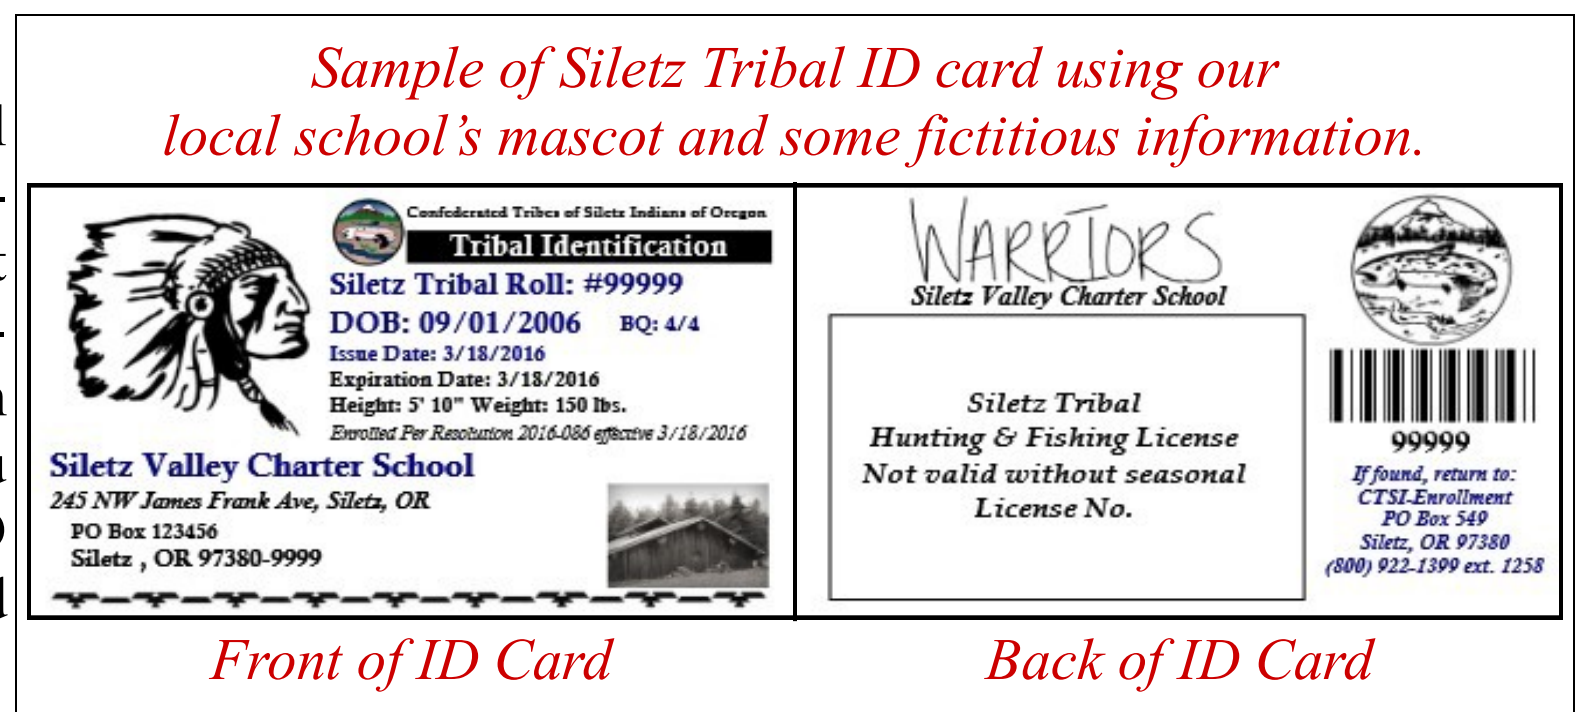 Sample of Siletz Tribal ID card using our
local school's mascot and some fictitious information.
Confederated Tribes of Siletz Indians of Oregon
Tribal Identification
Siletz Tribal Roll: #99999
DOB: 09/01/2006 BQ: 4/4
Issue Date: 3/18/2016
Expiration Date: 3/18/2016
Height: 5' 10" Weight: 150 lbs.
Enrolled Per Resolution 2016-086 effective 3/18/2016
Siletz Valley Charter School
245 NW James Frank Ave, Siletz, OR
PO Box 123456
Siletz , OR 97380-9999
WARRIORS
Siletz Valley Charter School
Siletz Tribal
Hunting & Fishing License
Not valid without seasonal
License No.
99999
If found, return to:
CTSI-Enrollment
PO Box 549
Siletz, OR 97380
(800) 922-1399 ext. 1258
Front of ID Card
Back of ID Card